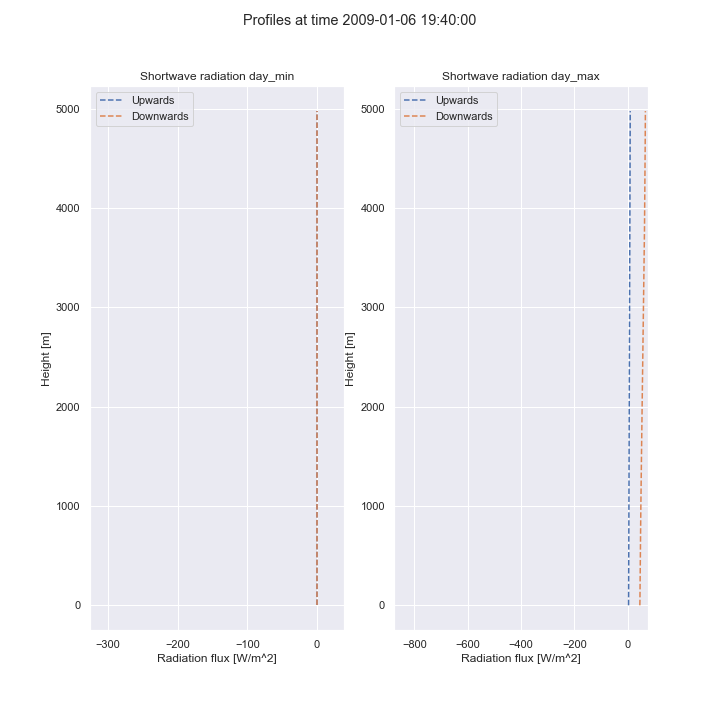 Profiles at time 2009-01-06 19:40:00
Shortwave radiation day_min
Upwards
Downwards
5000
4000
3000
2000
1000
0
Height [m]
−300 −200 −100 0
Radiation flux [W/m^2]
Shortwave radiation day_max
Upwards
Downwards
5000
4000
3000
2000
1000
0
Height [m]
−800 −600 −400 −200 0
Radiation flux [W/m^2]